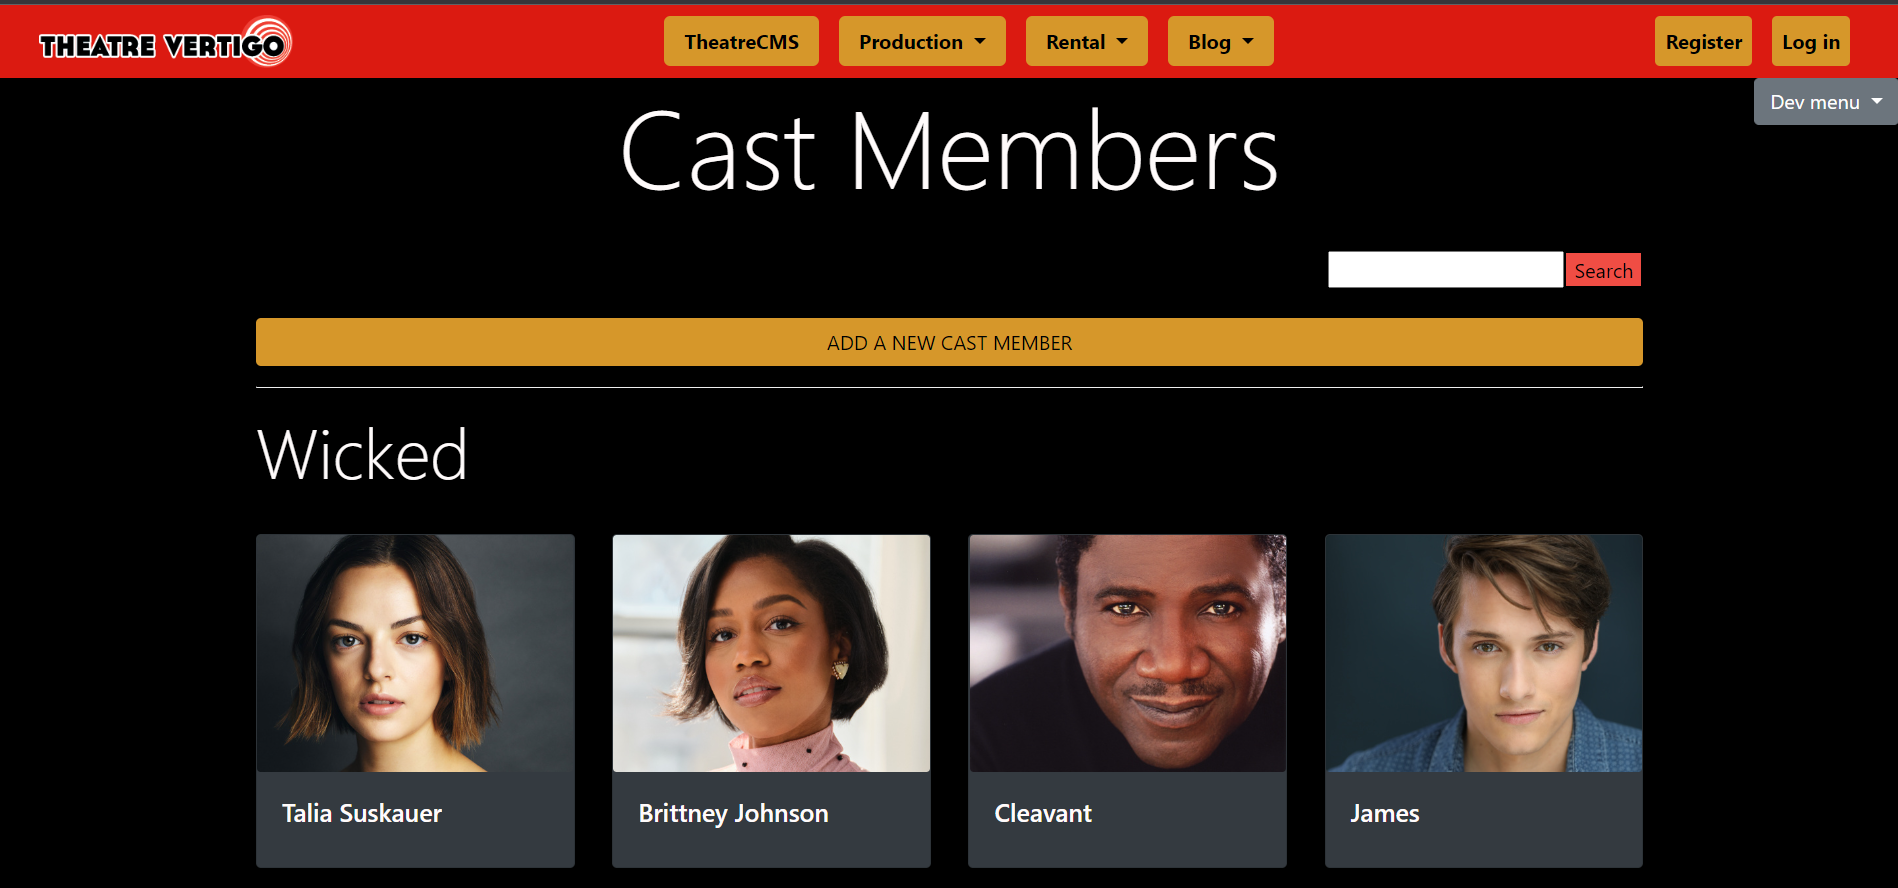 THEATRE VERTIGO
TheatreCMS
Production
Rental
Blog
Register
Log in
Dev menu
Cast Members
Search
ADD A NEW CAST MEMBER
Wicked
Talia Suskauer
Brittney Johnson
Cleavant
James